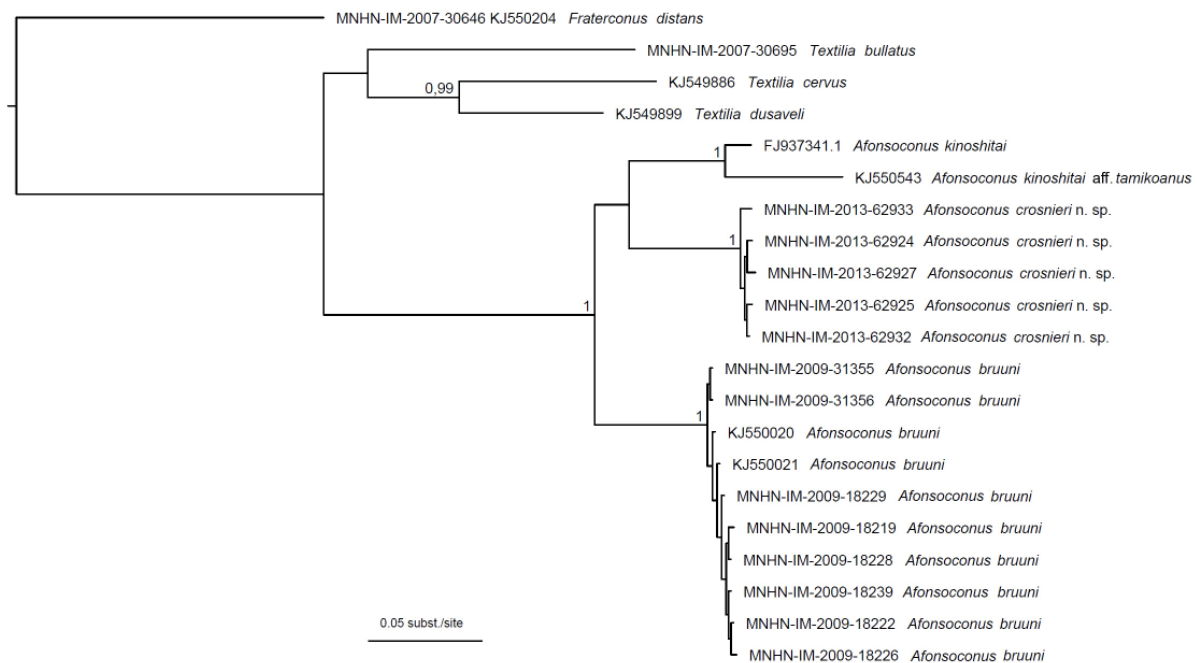 MNHN-IM-2007-30646 KJ550204 Fraterconus distans
MNHN-IM-2007-30695 Textilia bullatus
0,99
KJ549886 Textilia cervus
KJ549899 Textilia dusaveli
1
FJ937341.1 Afonsoconus kinoshitai
KJ550543 Afonsoconus kinoshitai aff. tamikoanus
MNHN-IM-2013-62933 Afonsoconus crosnieri n. sp.
1
MNHN-IM-2013-62924 Afonsoconus crosnieri n. sp.
MNHN-IM-2013-62927 Afonsoconus crosnieri n. sp.
1
MNHN-IM-2013-62925 Afonsoconus crosnieri n. sp.
MNHN-IM-2013-62932 Afonsoconus crosnieri n. sp.
MNHN-IM-2009-31355 Afonsoconus bruuni
MNHN-IM-2009-31356 Afonsoconus bruuni
1
KJ550020 Afonsoconus bruuni
KJ550021 Afonsoconus bruuni
MNHN-IM-2009-18229 Afonsoconus bruuni
MNHN-IM-2009-18219 Afonsoconus bruuni
MNHN-IM-2009-18228 Afonsoconus bruuni
MNHN-IM-2009-18239 Afonsoconus bruuni
MNHN-IM-2009-18222 Afonsoconus bruuni
MNHN-IM-2009-18226 Afonsoconus bruuni
0.05 subst./site